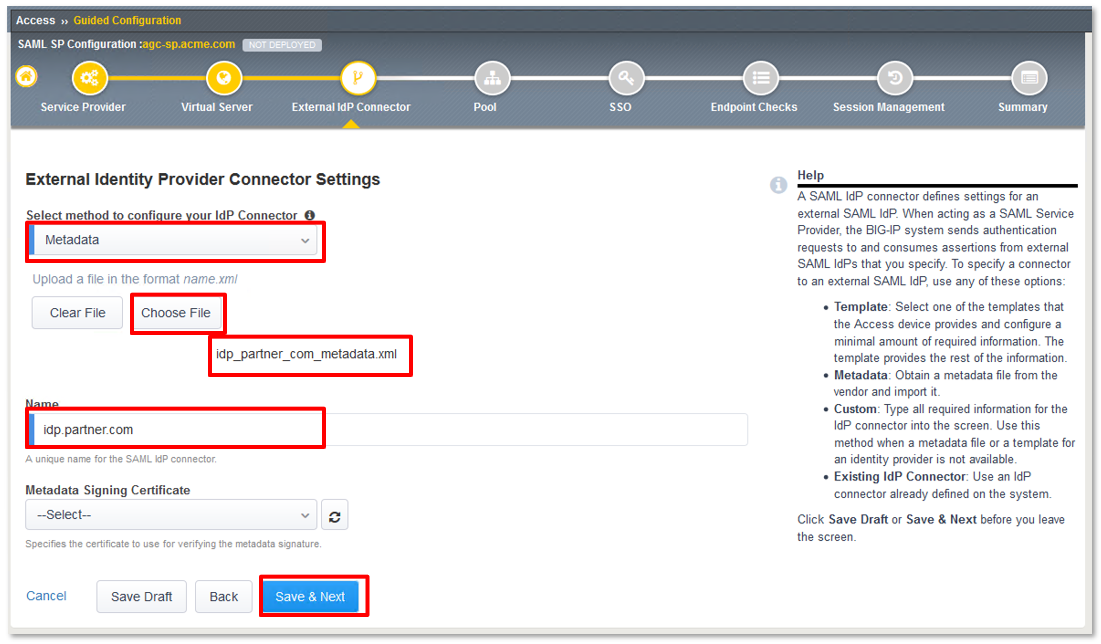 Access ›› Guided Configuration
SAML SP Configuration :agc-sp.acme.com NOT DEPLOYED
Service Provider Virtual Server External IdP Connector Pool SSO Endpoint Checks Session Management Summary
External Identity Provider Connector Settings
Select method to configure your IdP Connector
Metadata
Upload a file in the format name.xml
Clear File Choose File
idp_partner_com_metadata.xml
Name
idp.partner.com
A unique name for the SAML IdP connector.
Metadata Signing Certificate
--Select--
Specifies the certificate to use for verifying the metadata signature.
Cancel Save Draft Back Save & Next
Help
A SAML IdP connector defines settings for an
external SAML IdP. When acting as a SAML Service
Provider, the BIG-IP system sends authentication
requests to and consumes assertions from external
SAML IdPs that you specify. To specify a connector
to an external SAML IdP, use any of these options:
• Template: Select one of the templates that
the Access device provides and configure a
minimal amount of required information. The
template provides the rest of the information.
• Metadata: Obtain a metadata file from the
vendor and import it.
• Custom: Type all required information for the
IdP connector into the screen. Use this
method when a metadata file or a template for
an identity provider is not available.
• Existing IdP Connector: Use an IdP
connector already defined on the system.
Click Save Draft or Save & Next before you leave
the screen.